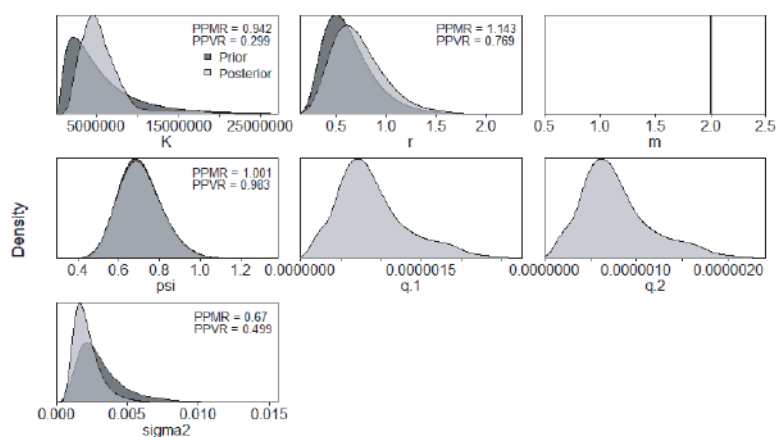 PPMR = 0.942
PPVR = 0.299
Prior
Posterior
5000000 15000000 25000000
K
PPMR = 1.143
PPVR = 0.769
0.5 1.0 1.5 2.0
r
0.5 1.0 1.5 2.0 2.5
m
Density
PPMR = 1.001
PPVR = 0.983
0.4 0.6 0.8 1.0 1.2
psi
0.0000000 0.0000015
q.1
0.0000010 0.0000020
q.2
PPMR = 0.67
PPVR = 0.499
0.000 0.005 0.010 0.015
sigma2